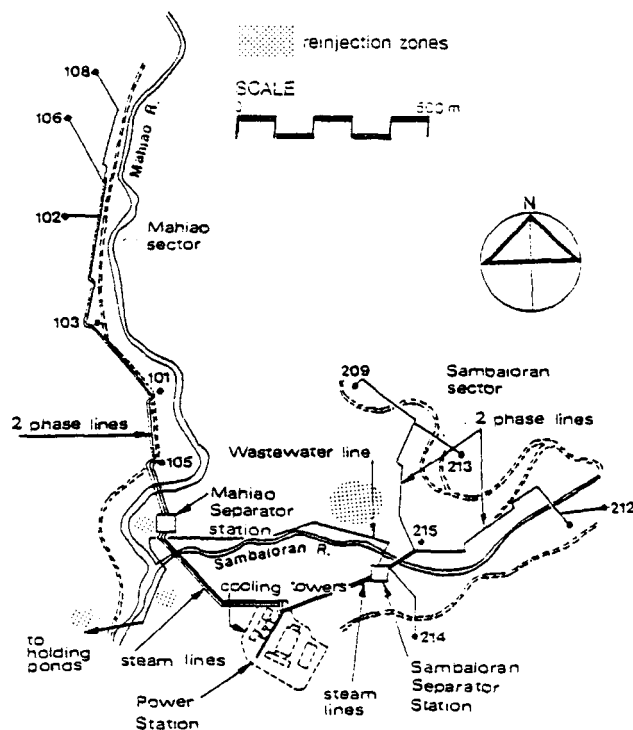 reinjection zones
SCALE
0
500 m
108
106
Mahiao R.
102
Mahiao
sector
N
103
101
209
Sambaloran
sector
2 phase lines
2 phase lines
105
Wastewater line
213
Mahiao
Separator
station
215
212
Sambaloran R.
cooling towers
214
to
holding
ponds
steam lines
steam
lines
Sambaloran
Separator
Station
Power
Station